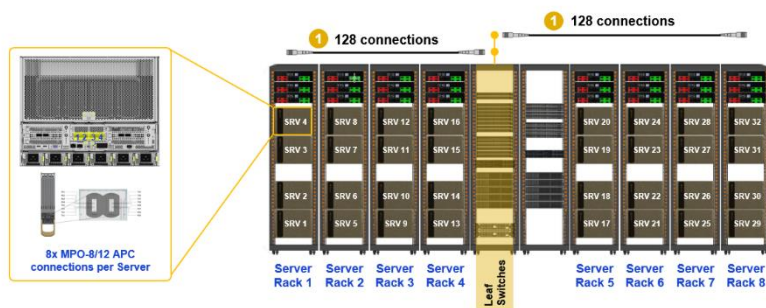 1 128 connections
1 128 connections
1 2 3 4
8x MPO-8/12 APC
connections per Server
SRV 4
SRV 3
SRV 2
SRV 1
Server
Rack 1
SRV 8
SRV 7
SRV 6
SRV 5
Server
Rack 2
SRV 12
SRV 11
SRV 10
SRV 9
Server
Rack 3
SRV 16
SRV 15
SRV 14
SRV 13
Server
Rack 4
Leaf
Switches
SRV 20
SRV 19
SRV 18
SRV 17
Server
Rack 5
SRV 24
SRV 23
SRV 22
SRV 21
Server
Rack 6
SRV 28
SRV 27
SRV 26
SRV 25
Server
Rack 7
SRV 32
SRV 31
SRV 30
SRV 29
Server
Rack 8